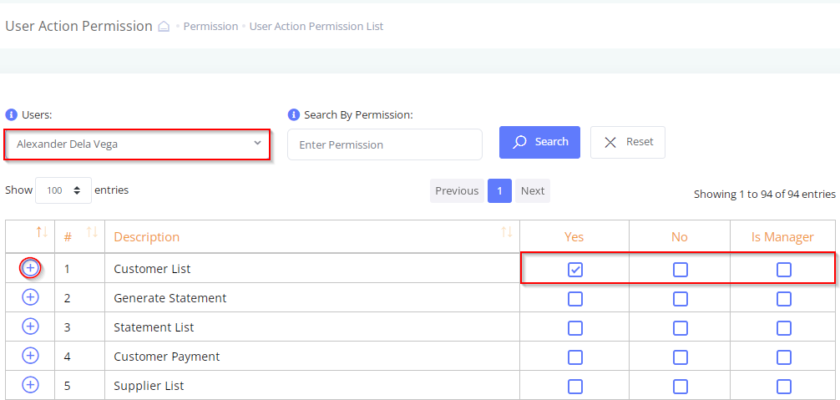 User Action Permission • Permission • User Action Permission List
Users:
Search By Permission:
Alexander Dela Vega
Enter Permission
Search
Reset
Show 100 entries
Previous 1 Next
Showing 1 to 94 of 94 entries
# Description Yes No Is Manager
1 Customer List
2 Generate Statement
3 Statement List
4 Customer Payment
5 Supplier List